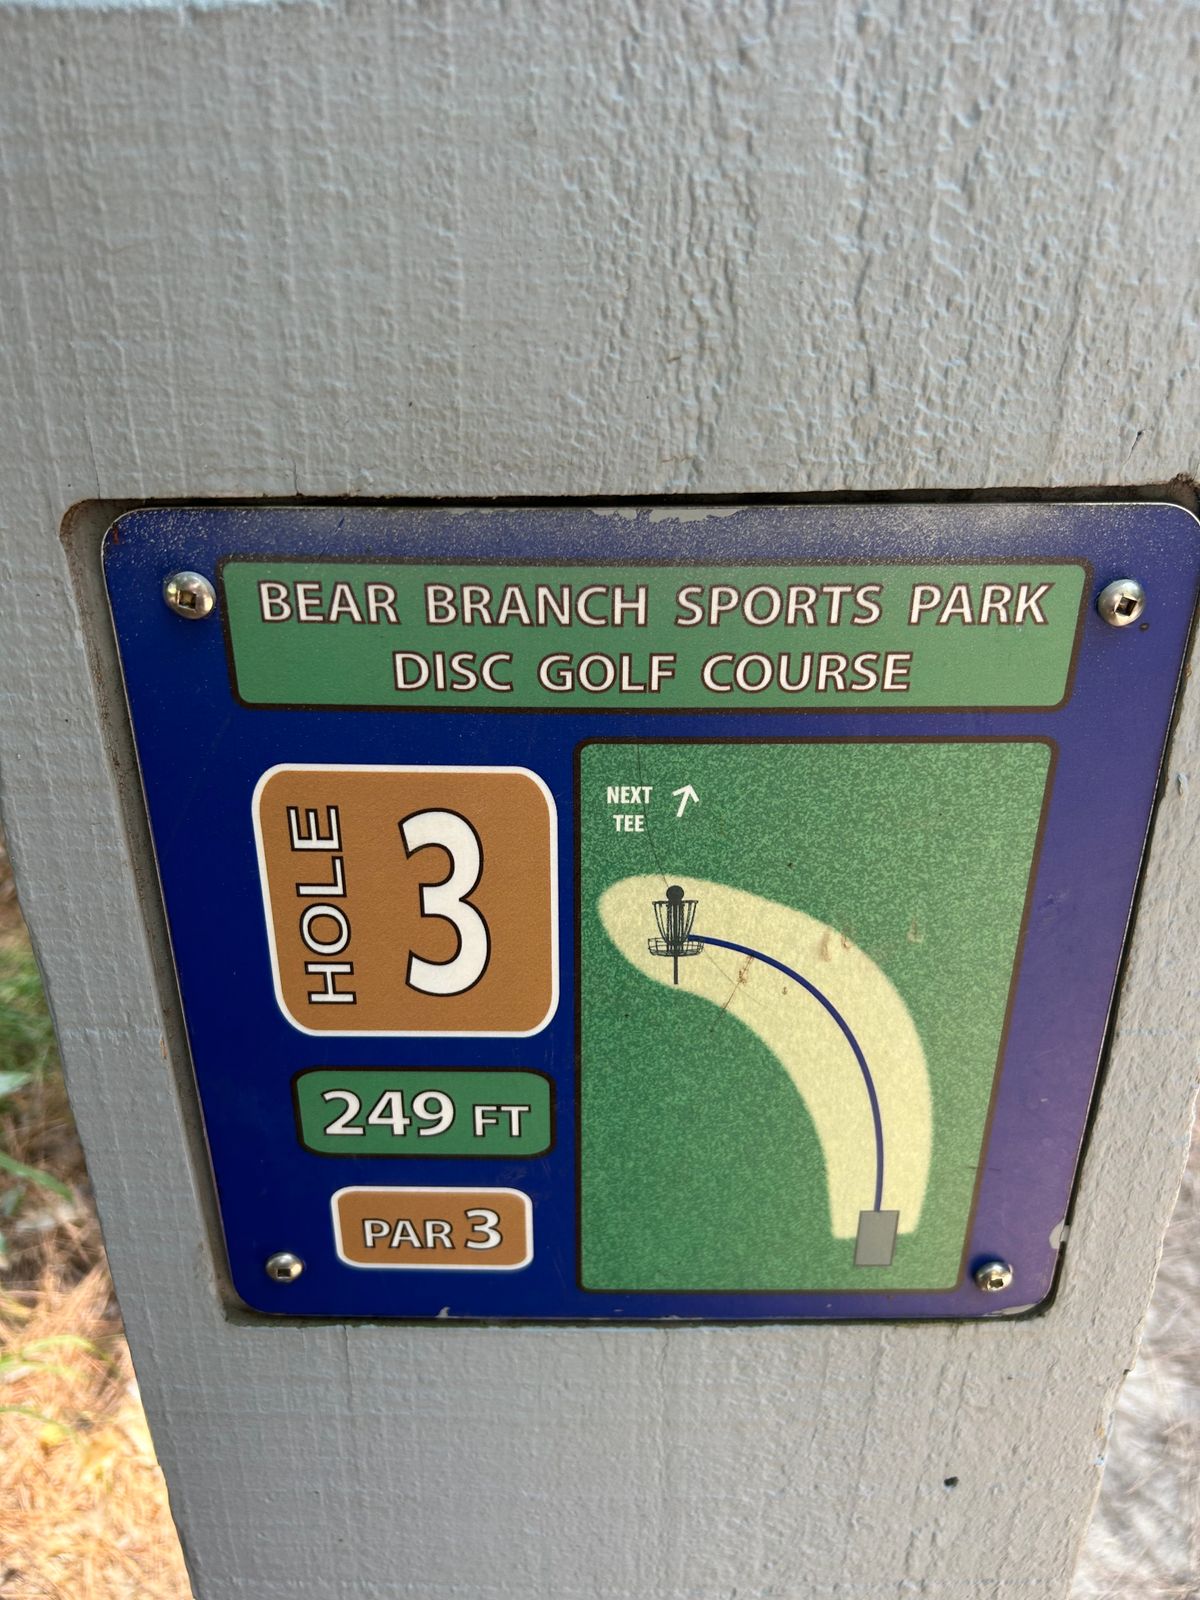 BEAR BRANCH SPORTS PARK
DISC GOLF COURSE
HOLE 3
249 FT
PAR 3
NEXT
TEE